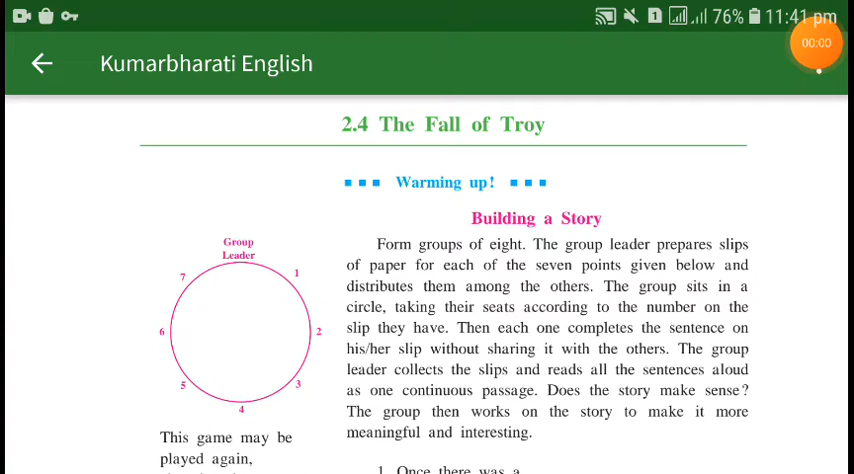 76% 11:41 pm
00:00
Kumarbharati English
2.4 The Fall of Troy
Warming up!
Building a Story
Group
Leader
1
2
3
4
5
6
7
This game may be
played again,
Form groups of eight. The group leader prepares slips
of paper for each of the seven points given below and
distributes them among the others. The group sits in a
circle, taking their seats according to the number on the
slip they have. Then each one completes the sentence on
his/her slip without sharing it with the others. The group
leader collects the slips and reads all the sentences aloud
as one continuous passage. Does the story make sense?
The group then works on the story to make it more
meaningful and interesting.
1. Once there was a